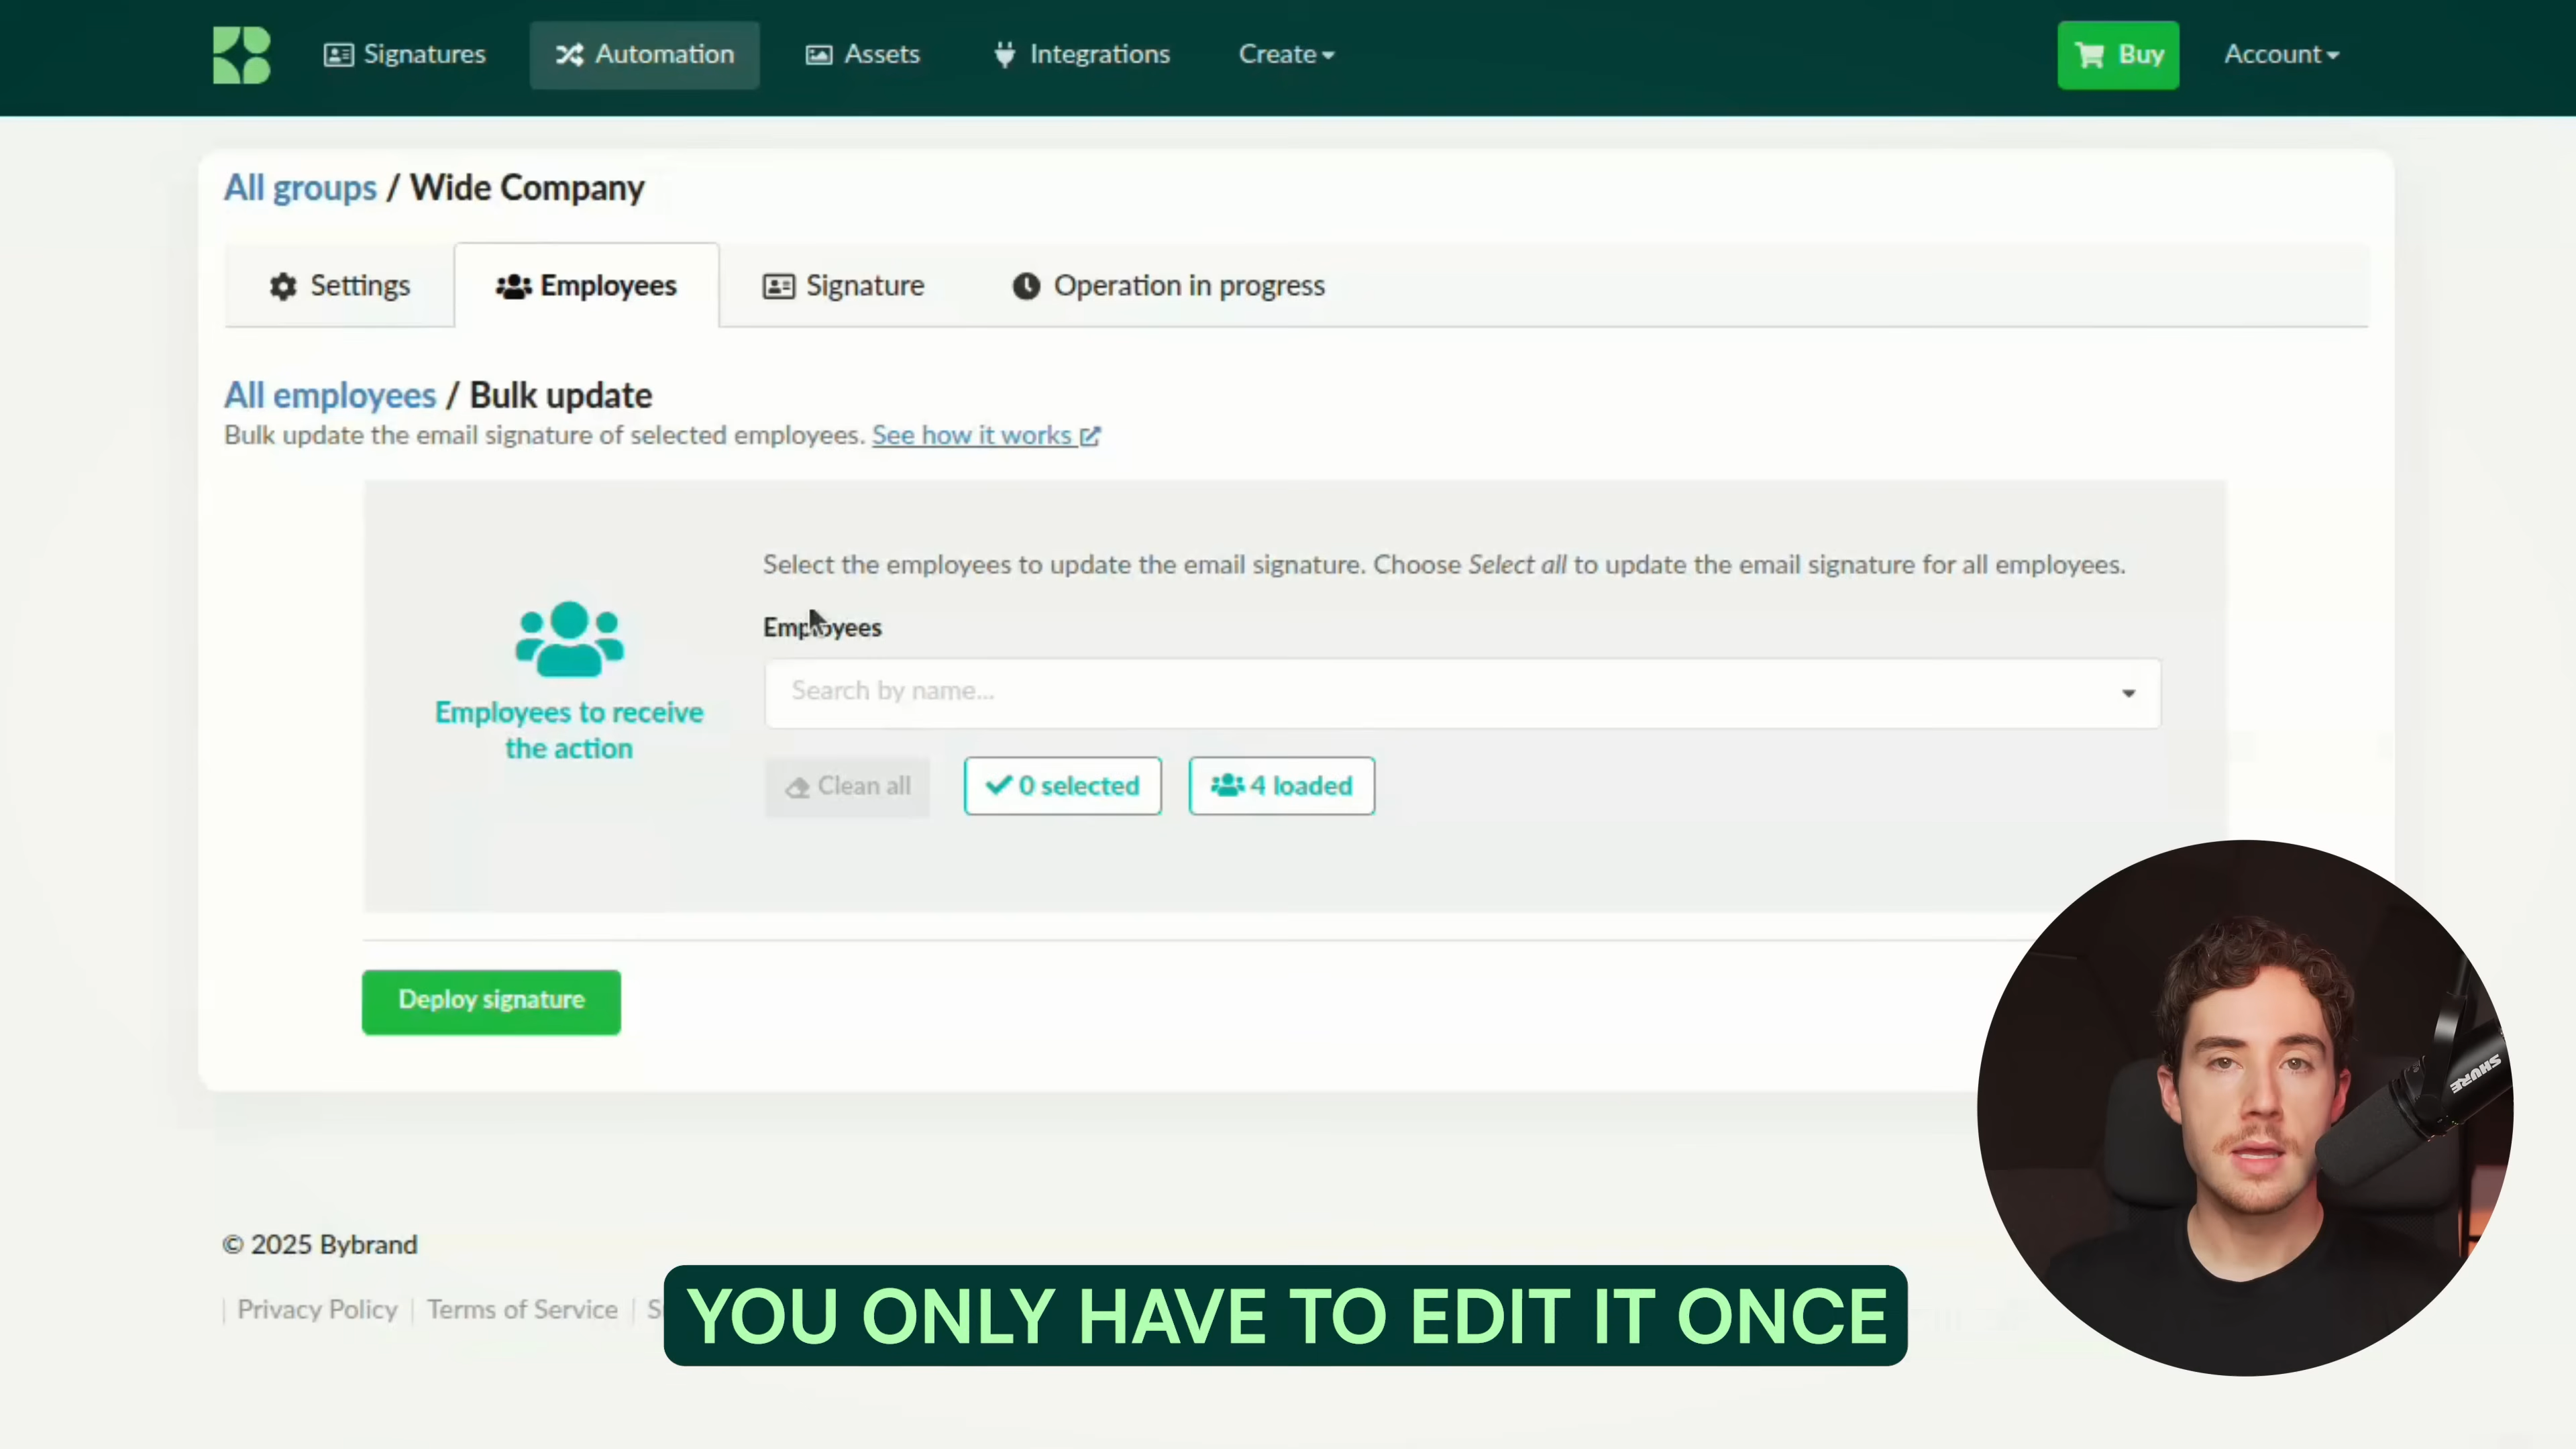 Signatures
Automation
Assets
Integrations
Create
Buy
Account
All groups / Wide Company
Settings
Employees
Signature
Operation in progress
All employees / Bulk update
Bulk update the email signature of selected employees. See how it works
Select the employees to update the email signature. Choose Select all to update the email signature for all employees.
Employees to receive
the action
Employees
Search by name...
Clean all
0 selected
4 loaded
Deploy signature
SHURE
© 2025 Bybrand
Privacy Policy | Terms of Service
YOU ONLY HAVE TO EDIT IT ONCE